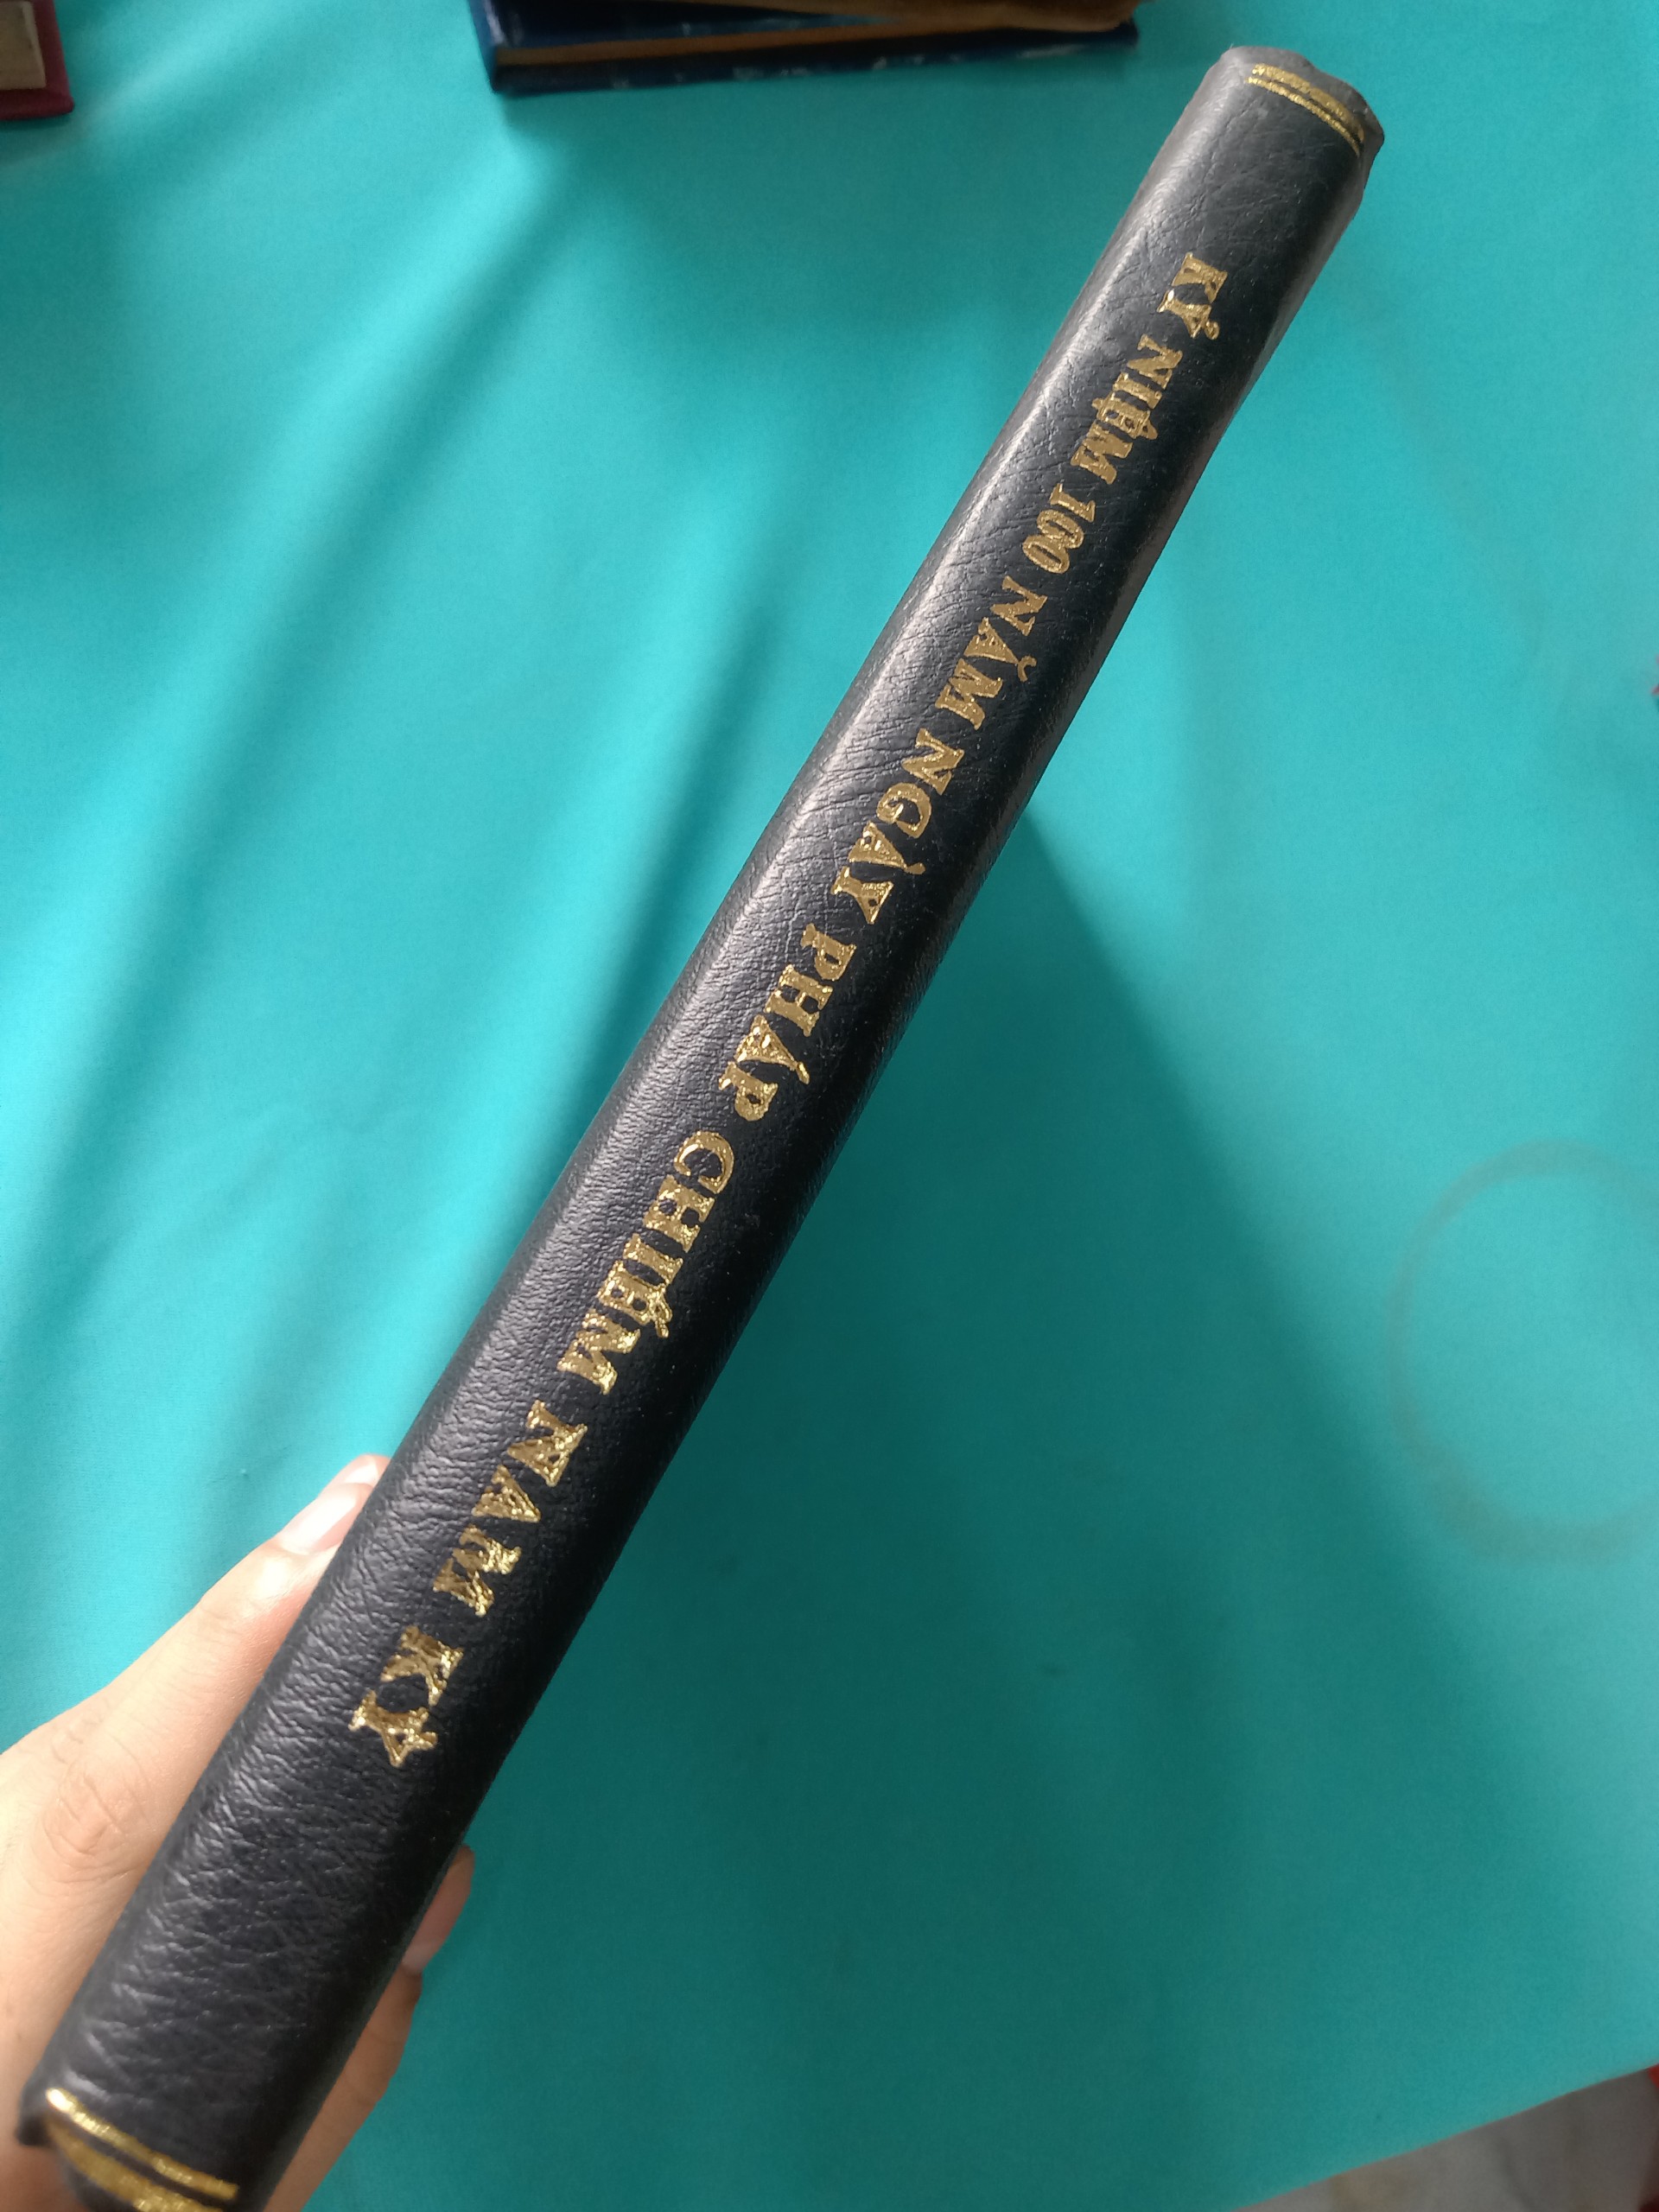 KỶ NIỆM 100 NĂM NGÀY PHÁP CHIẾM NAM KỲ